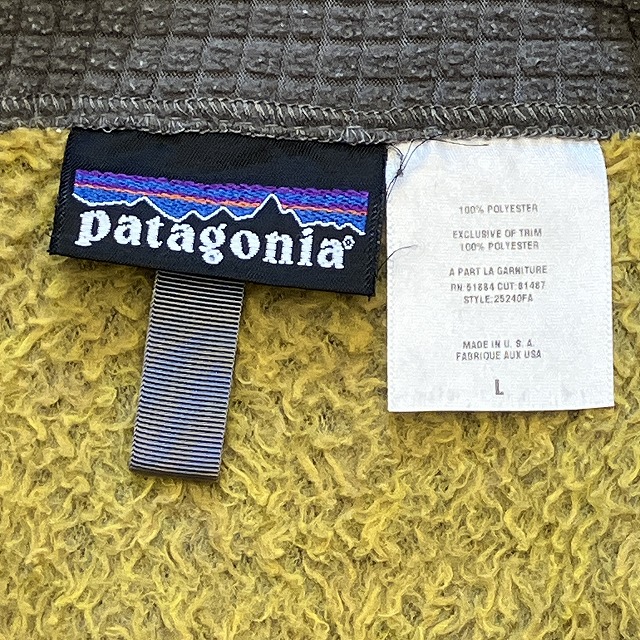 patagonia®
100% POLYESTER
EXCLUSIVE OF TRIM
100% POLYESTER
A PART LA GARNITURE
RN: 51884 CUT: 81487
STYLE: 25240FA
MADE IN U. S. A.
FABRIQUE AUX USA
L